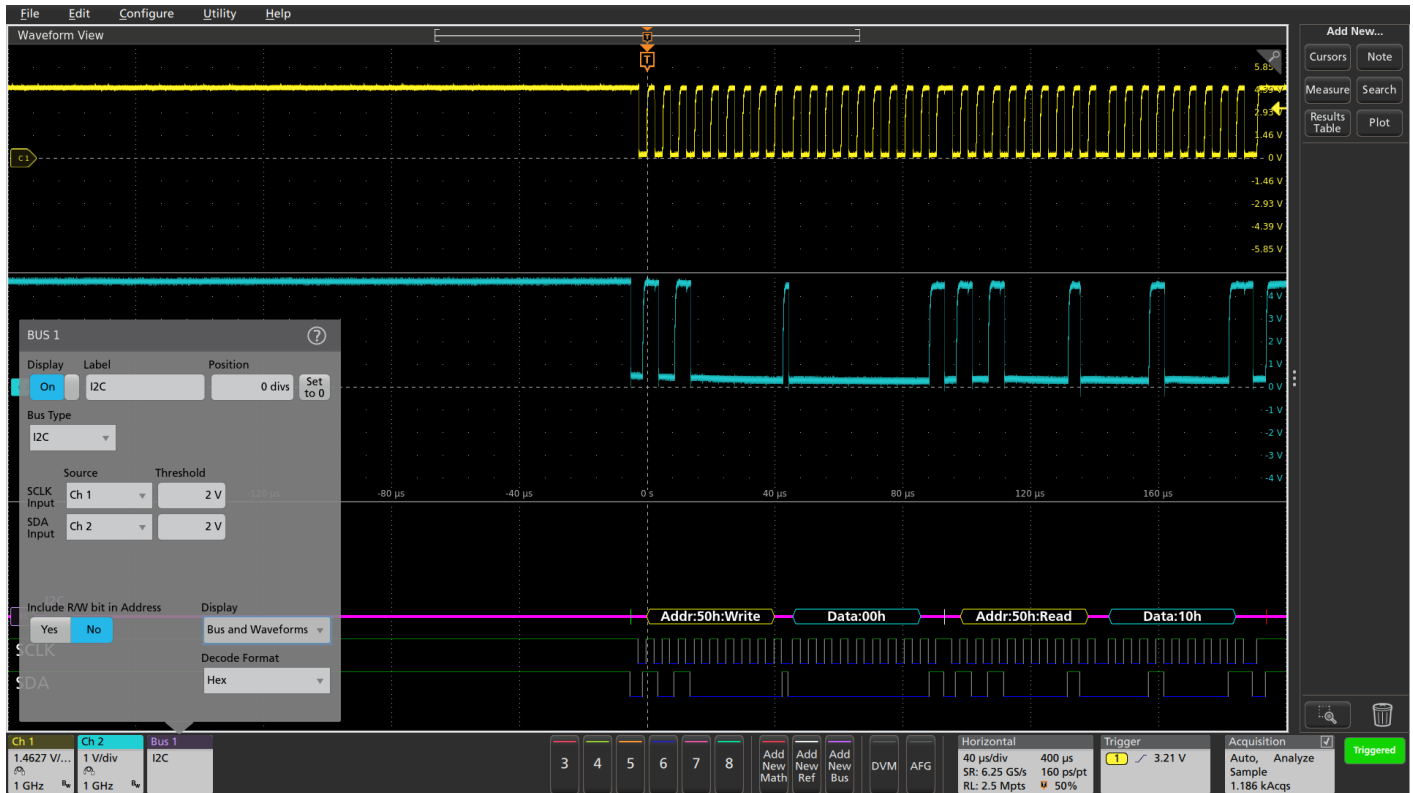 File Edit Configure Utility Help
Waveform View
Add New...
Cursors Note
Measure Search
Results Table Plot
T
T
C1
4.39 V
2.93 V
1.46 V
0 V
-1.46 V
-2.93 V
-4.39 V
-5.85 V
4 V
3 V
2 V
1 V
0 V
-1 V
-2 V
-3 V
-4 V
BUS 1 ?
Display Label Position
On I2C 0 divs Set to 0
Bus Type
I2C
Source Threshold
SCLK Input Ch 1 2 V
SDA Input Ch 2 2 V
-120 µs -80 µs -40 µs 0 s 40 µs 80 µs 120 µs 160 µs
I2C
Include R/W bit in Address Display
Yes No Bus and Waveforms
Decode Format
Hex
Addr:50h:Write Data:00h Addr:50h:Read Data:10h
SCLK
SDA
Ch 1
1.4627 V/...
1 GHz Bw
Ch 2
1 V/div
1 GHz Bw
Bus 1
I2C
3 4 5 6 7 8
Add New Math
Add New Ref
Add New Bus
DVM AFG
Horizontal
40 µs/div 400 µs
SR: 6.25 GS/s 160 ps/pt
RL: 2.5 Mpts 50%
Trigger
1 3.21 V
Acquisition
Auto, Analyze
Sample
1.186 kAcqs
Triggered